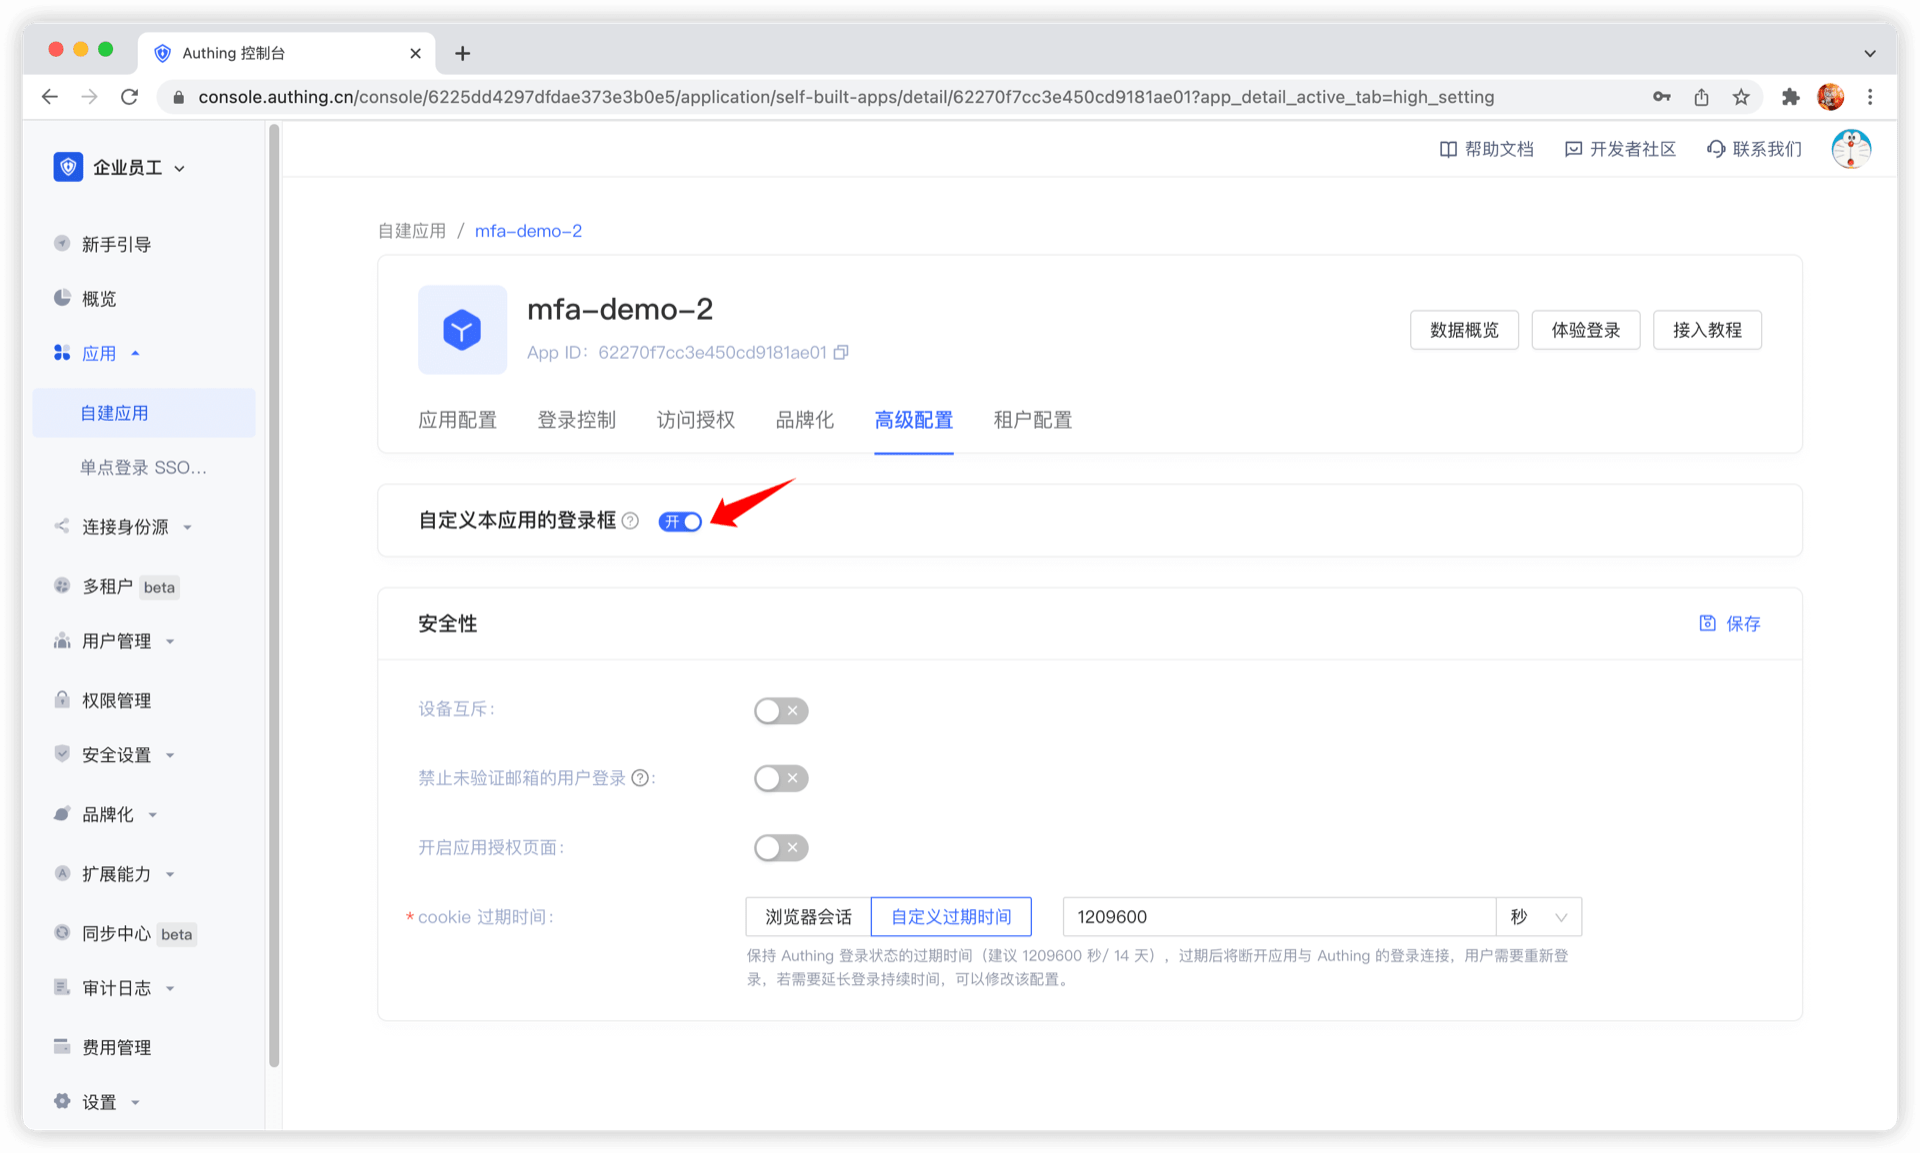 Authing 控制台
console.authing.cn/console/6225dd4297dfdae373e3b0e5/application/self-built-apps/detail/62270f7cc3e450cd9181ae01?app_detail_active_tab=high_setting
企业员工
帮助文档
开发者社区
联系我们
新手引导
概览
应用
自建应用
单点登录 SSO...
连接身份源
多租户 beta
用户管理
权限管理
安全设置
品牌化
扩展能力
同步中心 beta
审计日志
费用管理
设置
自建应用 / mfa-demo-2
mfa-demo-2
App ID: 62270f7cc3e450cd9181ae01
数据概览
体验登录
接入教程
应用配置
登录控制
访问授权
品牌化
高级配置
租户配置
自定义本应用的登录框 开
安全性
保存
设备互斥:
禁止未验证邮箱的用户登录 :
开启应用授权页面:
* cookie 过期时间:
浏览器会话
自定义过期时间
1209600
秒
保持 Authing 登录状态的过期时间（建议 1209600 秒/ 14 天），过期后将断开应用与 Authing 的登录连接，用户需要重新登
录，若需要延长登录持续时间，可以修改该配置。